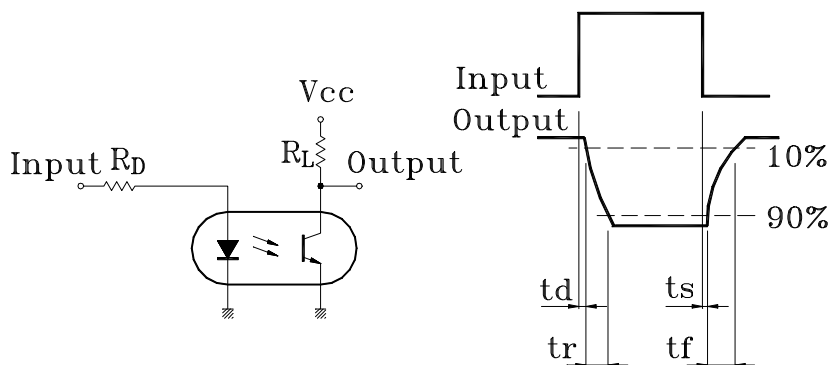 Vcc
Input RD
RL Output
Input
Output
10%
90%
td
ts
tr
tf